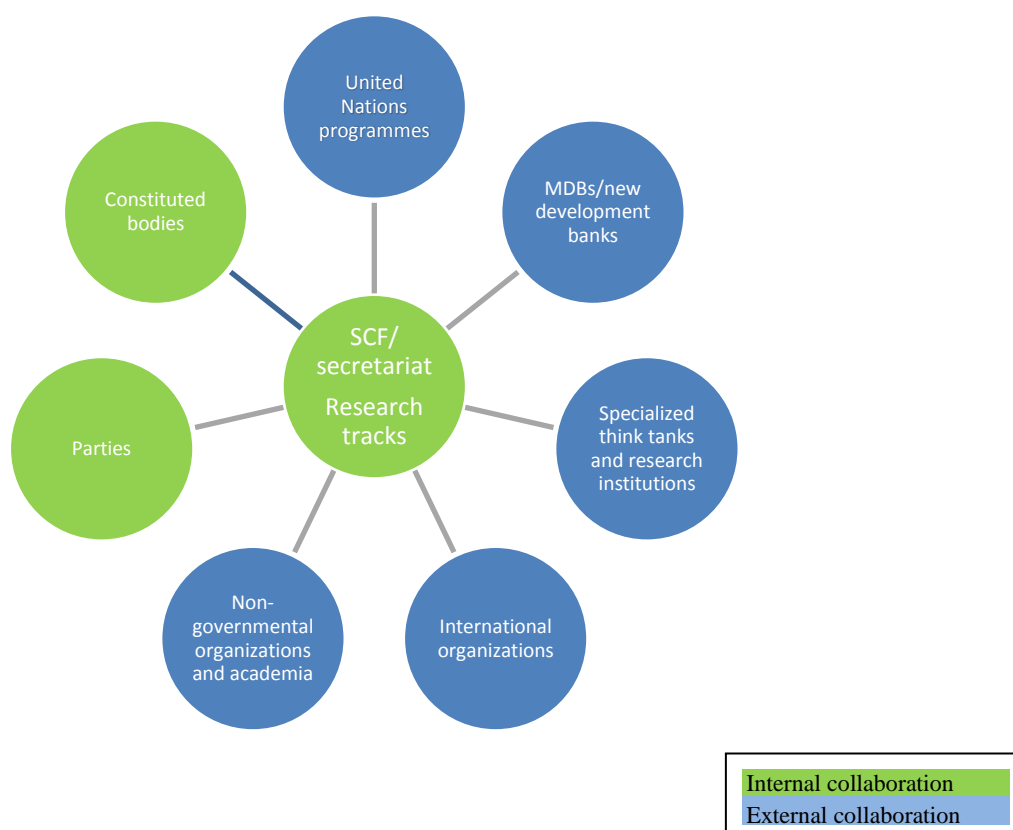 United
Nations
programmes
MDBs/new
development
banks
Constituted
bodies
SCF/
secretariat
Research
tracks
Specialized
think tanks
and research
institutions
Parties
Non-
governmental
organizations
and academia
International
organizations
Internal collaboration
External collaboration